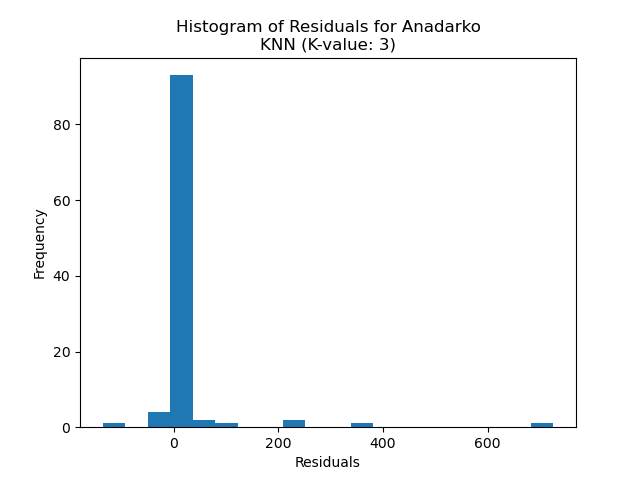 Histogram of Residuals for Anadarko
KNN (K-value: 3)
80
60
40
20
0
Frequency
0 200 400 600
Residuals